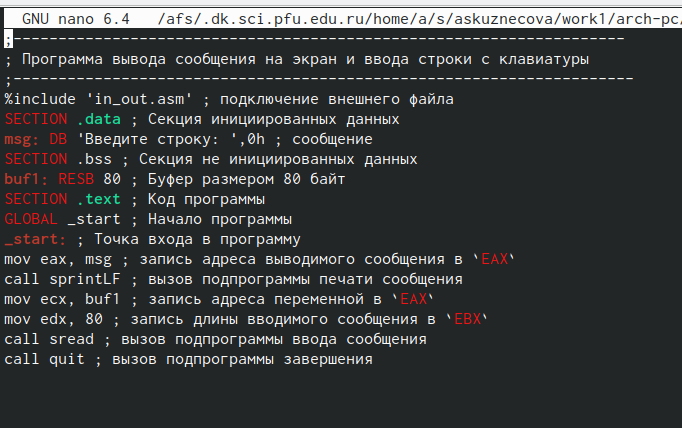 GNU nano 6.4 /afs/.dk.sci.pfu.edu.ru/home/a/s/askuznecova/work1/arch-pc/
;--------------------------------------------------------------------
; Программа вывода сообщения на экран и ввода строки с клавиатуры
;---------------------------------------------------------------------
%include 'in_out.asm' ; подключение внешнего файла
SECTION .data ; Секция инициированных данных
msg: DB 'Введите строку: ',0h ; сообщение
SECTION .bss ; Секция не инициированных данных
buf1: RESB 80 ; Буфер размером 80 байт
SECTION .text ; Код программы
GLOBAL _start ; Начало программы
_start: ; Точка входа в программу
mov eax, msg ; запись адреса выводимого сообщения в `EAX`
call sprintLF ; вызов подпрограммы печати сообщения
mov ecx, buf1 ; запись адреса переменной в `EAX`
mov edx, 80 ; запись длины вводимого сообщения в `EBX`
call sread ; вызов подпрограммы ввода сообщения
call quit ; вызов подпрограммы завершения